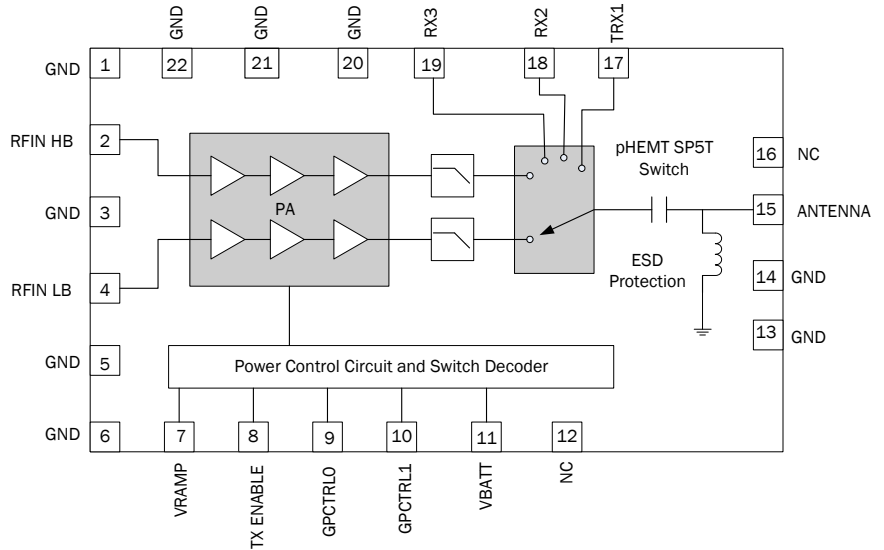 GND
GND
GND
RX3
RX2
TRX1
GND
1
22
21
20
19
18
17
RFIN HB
2
pHEMT SP5T
Switch
16
NC
GND
3
PA
15
ANTENNA
RFIN LB
4
ESD
Protection
14
GND
13
GND
GND
5
Power Control Circuit and Switch Decoder
GND
6
7
8
9
10
11
12
VRAMP
TX ENABLE
GPCTRL0
GPCTRL1
VBATT
NC